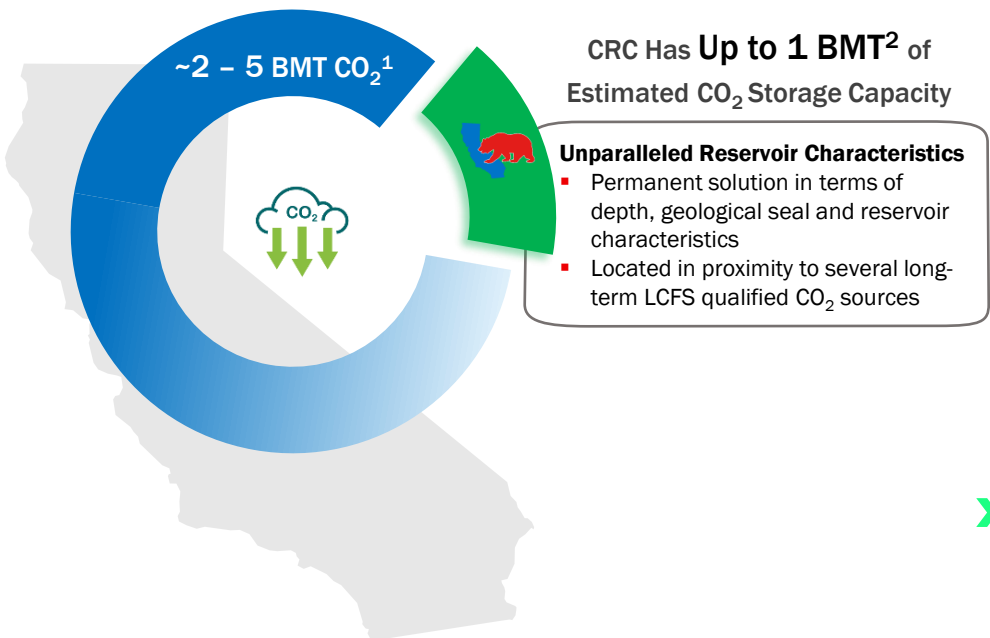 ~2 – 5 BMT CO₂¹
CRC Has Up to 1 BMT² of
Estimated CO₂ Storage Capacity
Unparalleled Reservoir Characteristics
▪ Permanent solution in terms of
depth, geological seal and reservoir
characteristics
▪ Located in proximity to several long-
term LCFS qualified CO₂ sources
CO₂